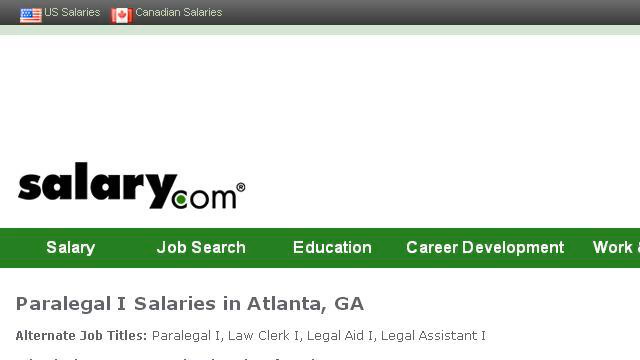 US Salaries Canadian Salaries
salary.com®
Salary Job Search Education Career Development Work &
Paralegal I Salaries in Atlanta, GA
Alternate Job Titles: Paralegal I, Law Clerk I, Legal Aid I, Legal Assistant I